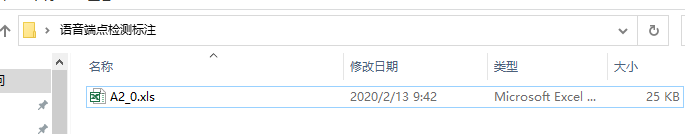 语音端点检测标注
名称 修改日期 类型 大小
A2_0.xls 2020/2/13 9:42 Microsoft Excel ... 25 KB